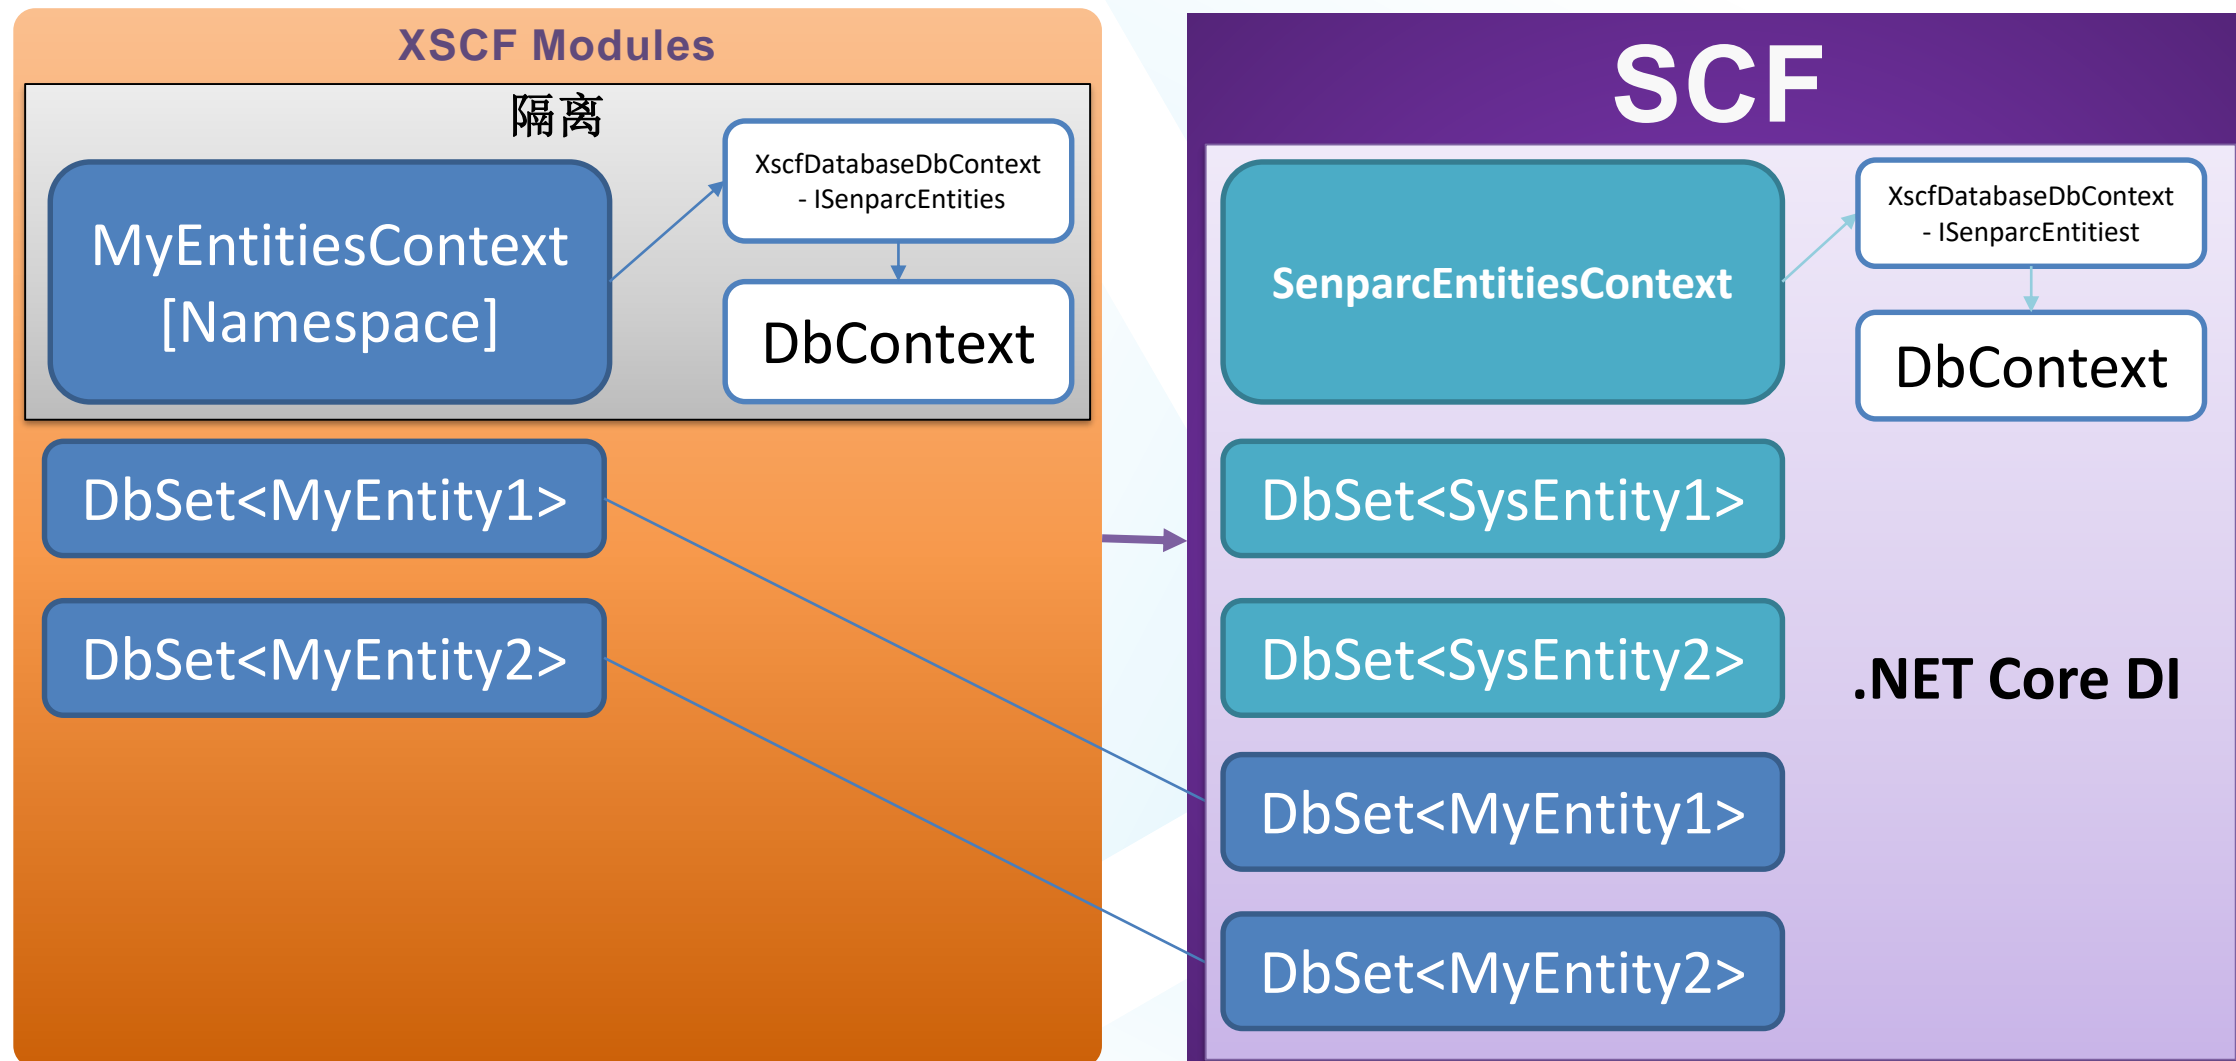 XSCF Modules
隔离
MyEntitiesContext
[Namespace]
XscfDatabaseDbContext
- ISenparcEntities
DbContext
DbSet<MyEntity1>
DbSet<MyEntity2>
SCF
SenparcEntitiesContext
XscfDatabaseDbContext
- ISenparcEntitiest
DbContext
DbSet<SysEntity1>
DbSet<SysEntity2>
.NET Core DI
DbSet<MyEntity1>
DbSet<MyEntity2>